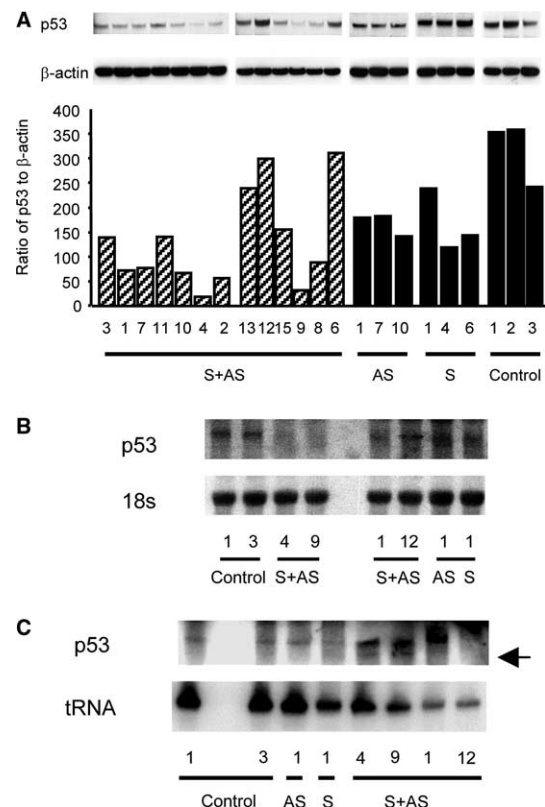 A
p53
β-actin
Ratio of p53 to β-actin
400
350
300
250
200
150
100
50
0
3 1 7 11 10 4 2 13 12 15 9 8 6 1 7 10 1 4 6 1 2 3
S+AS AS S Control
B
p53
18s
1 3 4 9 1 12 1 1
Control S+AS S+AS AS S
C
p53
tRNA
1 3 1 1 4 9 1 12
Control AS S S+AS